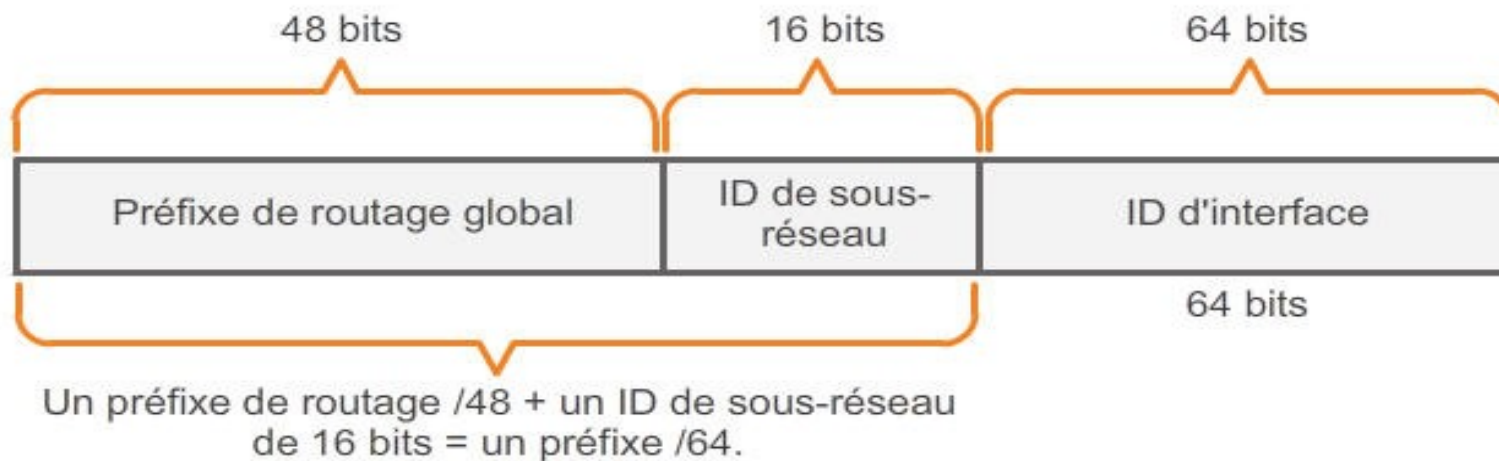 48 bits
16 bits
64 bits
Préfixe de routage global
ID de sous-
réseau
ID d'interface
64 bits
Un préfixe de routage /48 + un ID de sous-réseau
de 16 bits = un préfixe /64.